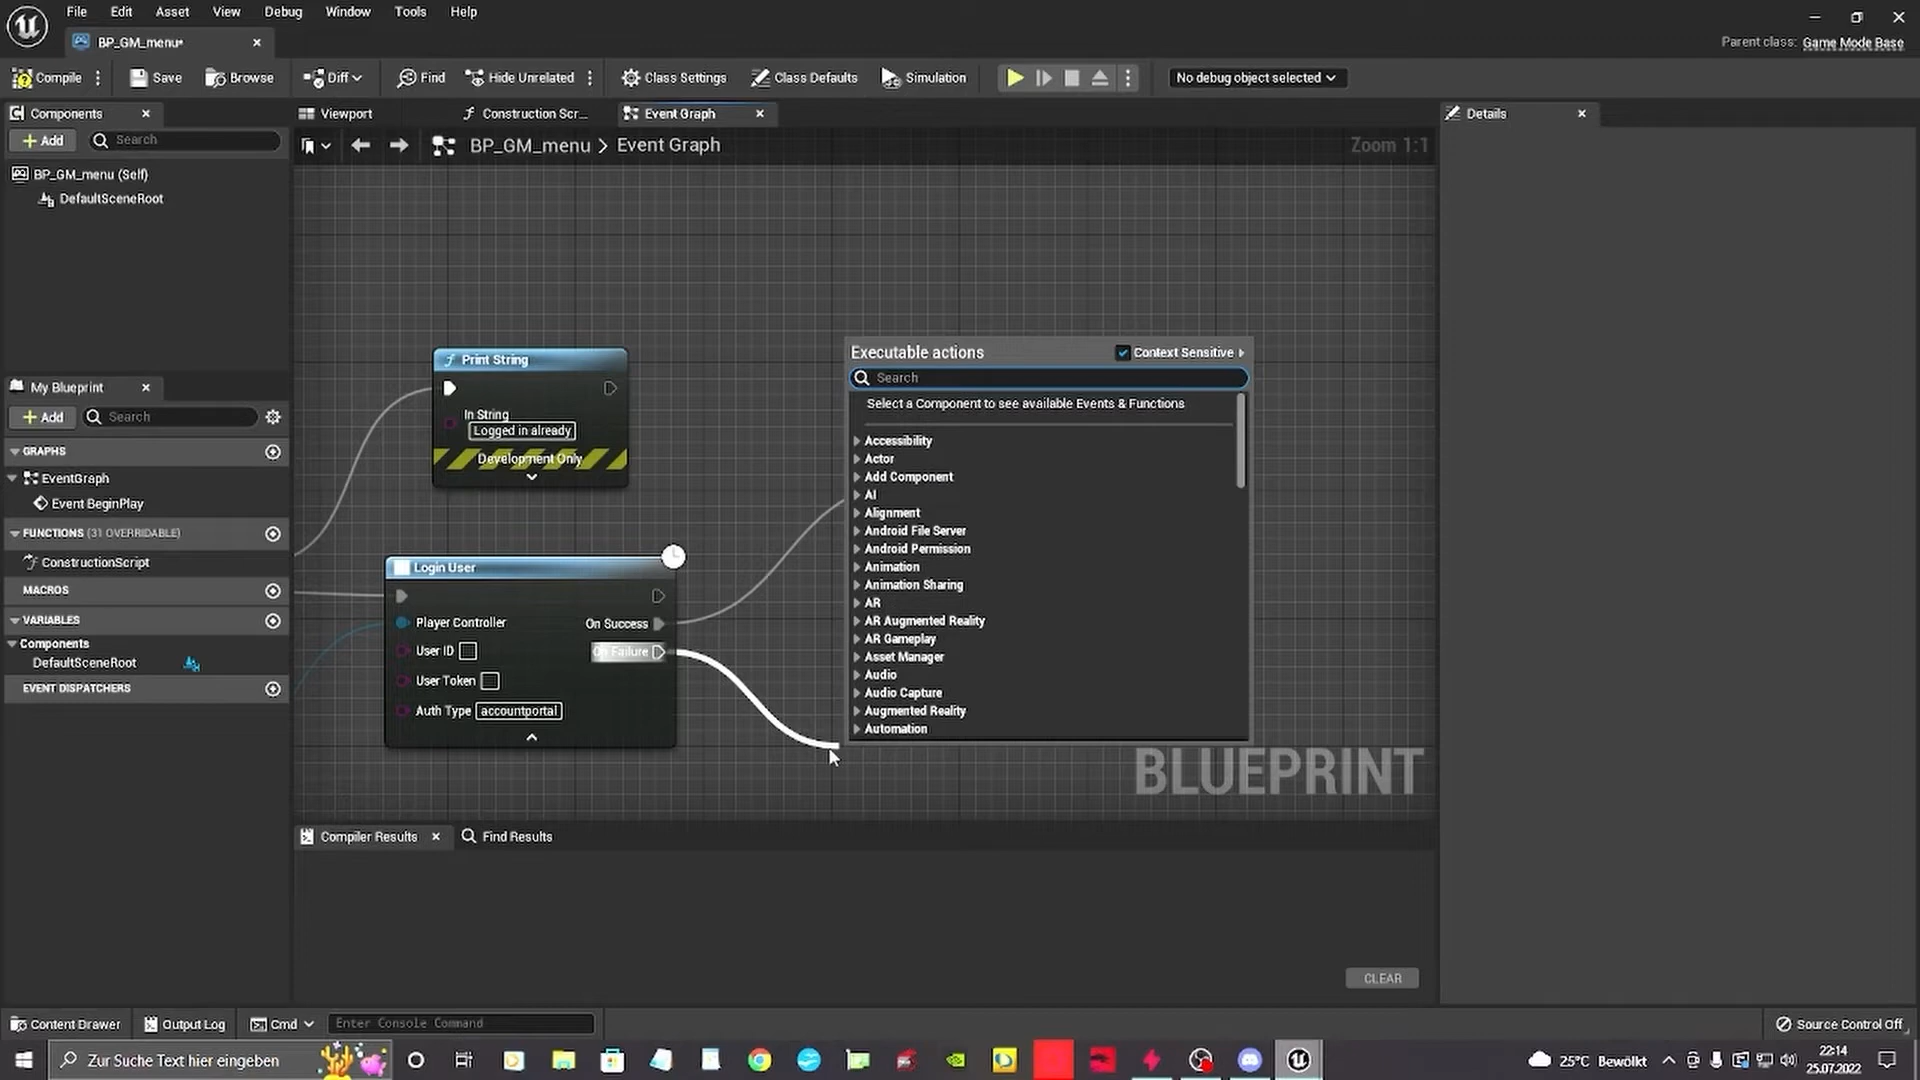 File Edit Asset View Debug Window Tools Help
BP_GM_menu*
Parent class: Game Mode Base
Compile Save Browse Diff Find Hide Unrelated Class Settings Class Defaults Simulation No debug object selected
Components
Viewport
Construction Scr...
Event Graph
Details
Add
Search
BP_GM_menu > Event Graph
Zoom 1:1
BP_GM_menu (Self)
DefaultSceneRoot
My Blueprint
Add
Search
GRAPHS
EventGraph
Event BeginPlay
FUNCTIONS (31 OVERRIDABLE)
ConstructionScript
MACROS
VARIABLES
Components
DefaultSceneRoot
EVENT DISPATCHERS
Print String
In String
Logged in already
Development Only
Login User
Player Controller
On Success
User ID
On Failure
User Token
Auth Type accountportal
Executable actions
Context Sensitive
Search
Select a Component to see available Events & Functions
Accessibility
Actor
Add Component
AI
Alignment
Android File Server
Android Permission
Animation
Animation Sharing
AR
AR Augmented Reality
AR Gameplay
Asset Manager
Audio
Audio Capture
Augmented Reality
Automation
BLUEPRINT
Compiler Results
Find Results
CLEAR
Content Drawer Output Log Cmd Enter Console Command Source Control Off
Zur Suche Text hier eingeben
25°C Bewölkt
22:14
25.07.2022